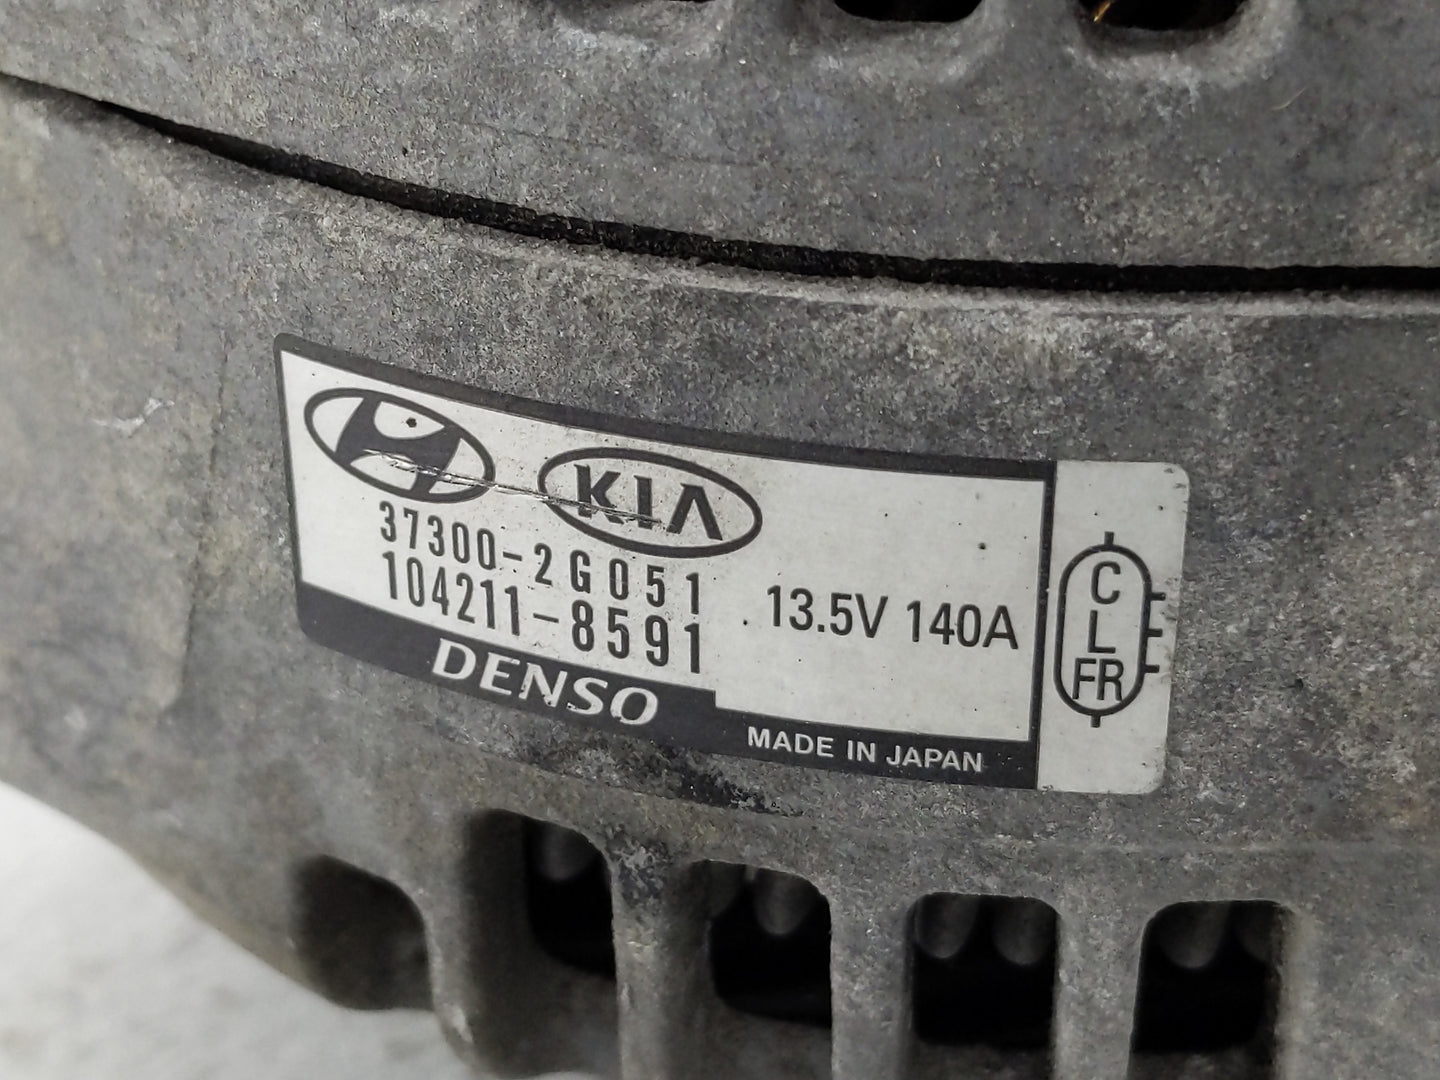 KIA
37300-2G051
104211-8591
13.5V 140A
DENSO
MADE IN JAPAN
C
L
FR